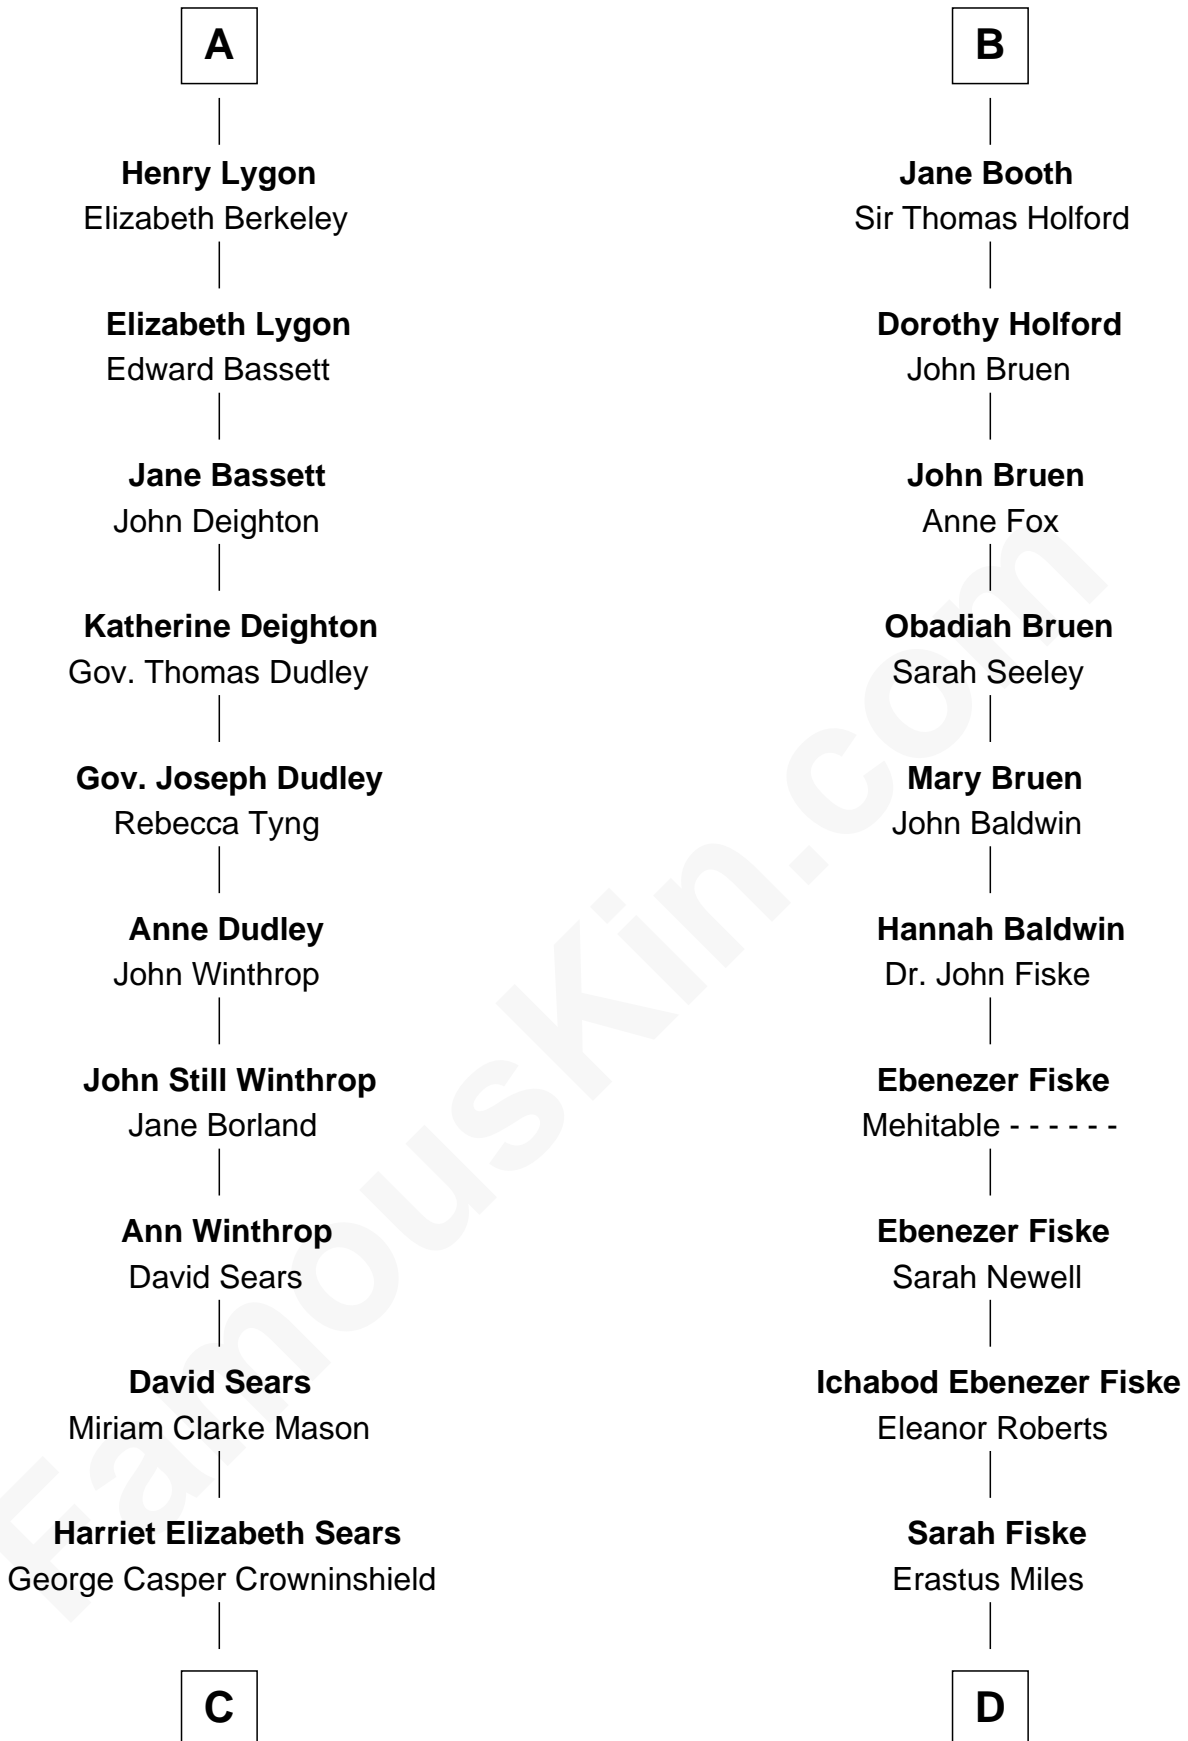 A
Henry Lygon
Elizabeth Berkeley
Elizabeth Lygon
Edward Bassett
Jane Bassett
John Deighton
Katherine Deighton
Gov. Thomas Dudley
Gov. Joseph Dudley
Rebecca Tyng
Anne Dudley
John Winthrop
John Still Winthrop
Jane Borland
Ann Winthrop
David Sears
David Sears
Miriam Clarke Mason
Harriet Elizabeth Sears
George Casper Crowninshield
C
B
Jane Booth
Sir Thomas Holford
Dorothy Holford
John Bruen
John Bruen
Anne Fox
Obadiah Bruen
Sarah Seeley
Mary Bruen
John Baldwin
Hannah Baldwin
Dr. John Fiske
Ebenezer Fiske
Mehitable - - - - - -
Ebenezer Fiske
Sarah Newell
Ichabod Ebenezer Fiske
Eleanor Roberts
Sarah Fiske
Erastus Miles
D
FamousKin.com